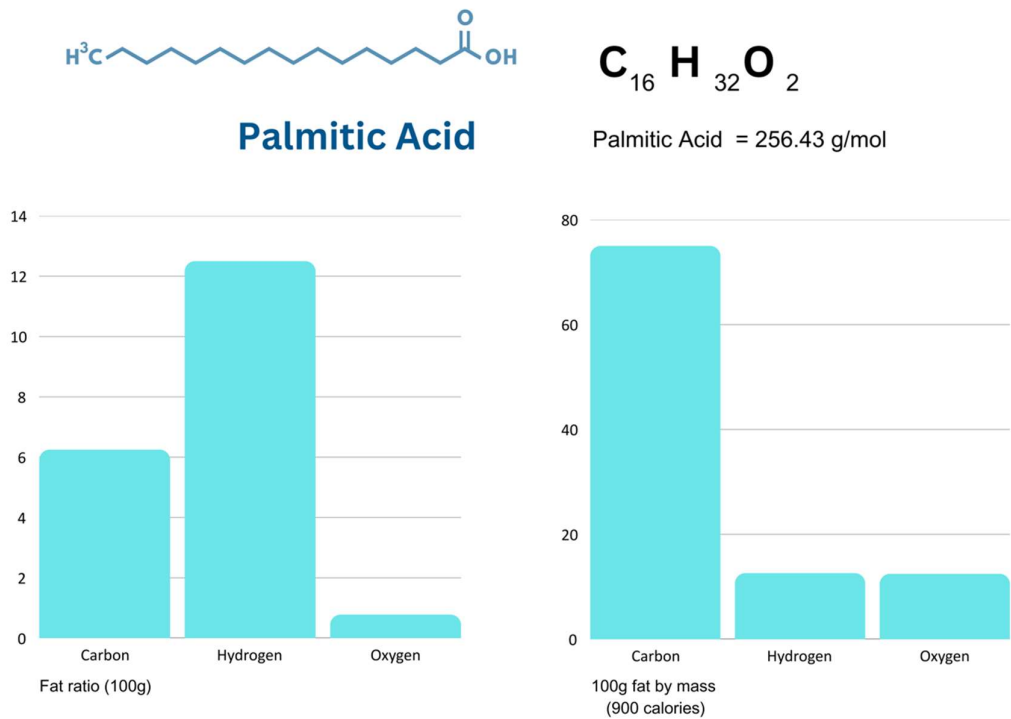 O
H³C
OH
C₁₆ H ₃₂O ₂
Palmitic Acid
Palmitic Acid = 256.43 g/mol
14
12
10
8
6
4
2
0
Carbon Hydrogen Oxygen
Fat ratio (100g)
80
60
40
20
0
Carbon Hydrogen Oxygen
100g fat by mass
(900 calories)